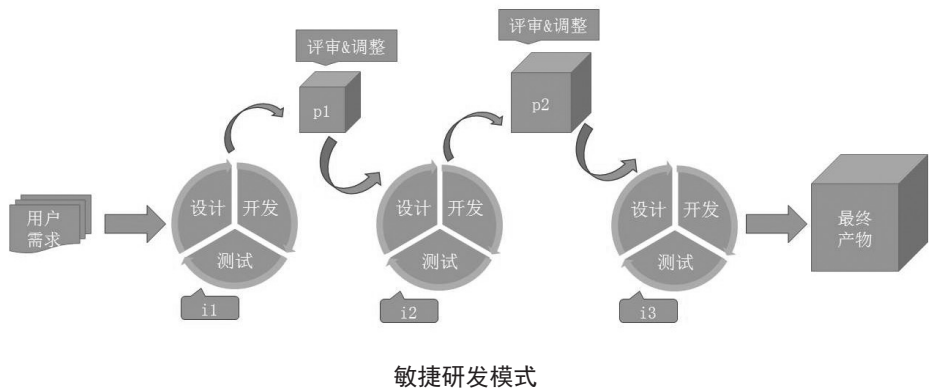 评审&调整
p1
评审&调整
p2
用户
需求
设计
开发
测试
i1
设计
开发
测试
i2
设计
开发
测试
i3
最终
产物
敏捷研发模式